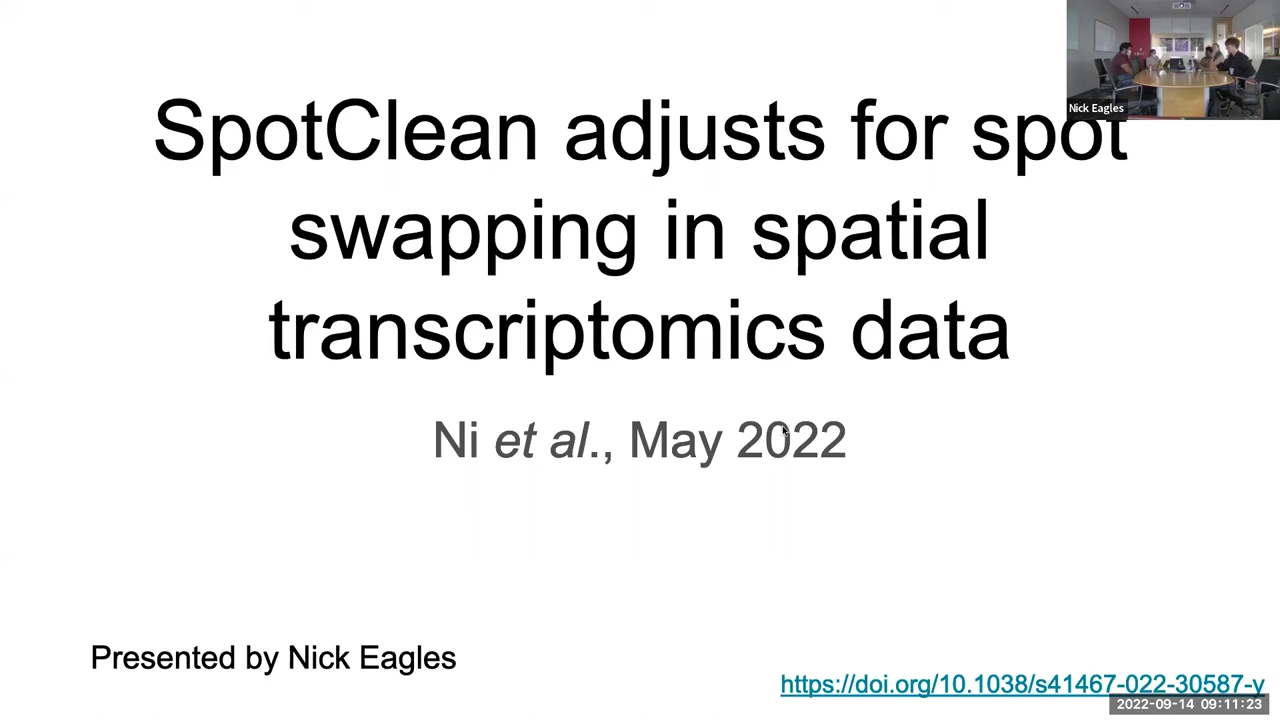 Nick Eagles
SpotClean adjusts for spot
swapping in spatial
transcriptomics data
Ni et al., May 2022
Presented by Nick Eagles
https://doi.org/10.1038/s41467-022-30587-y
2022-09-14 09:11:23